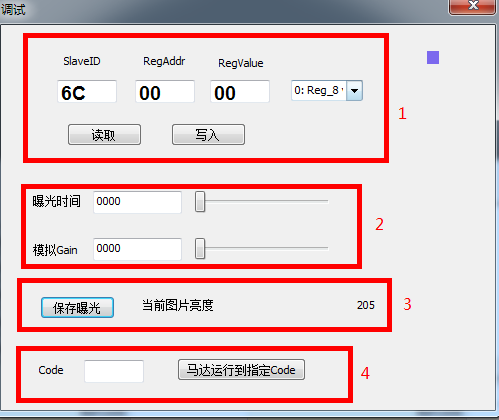 调试
SlaveID RegAddr RegValue
6C 00 00 0: Reg_8
读取 写入
1
曝光时间 0000
模拟Gain 0000
2
保存曝光 当前图片亮度 205
3
Code 马达运行到指定Code
4